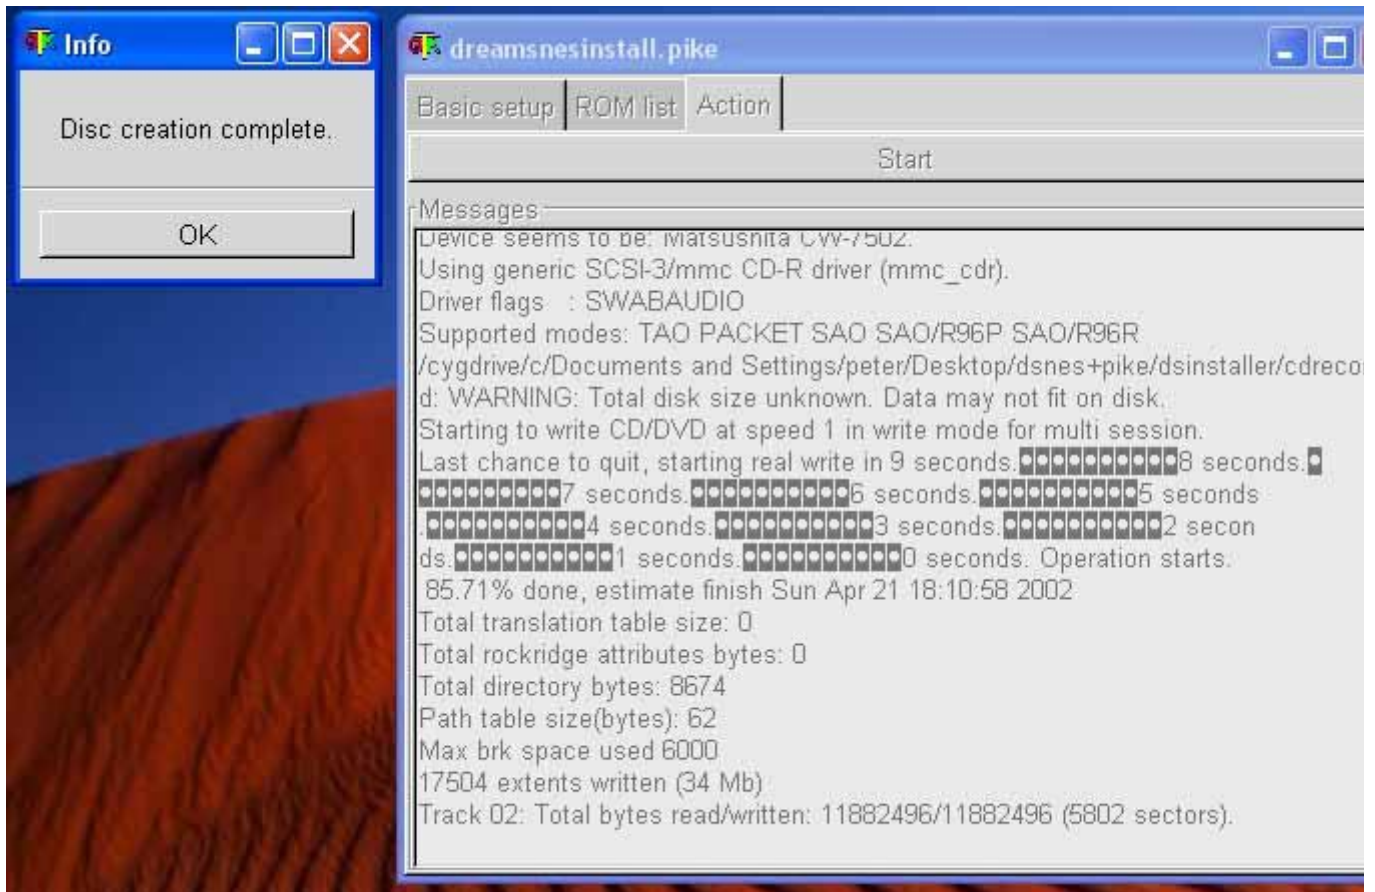 Info
Disc creation complete.
OK
dreamsnesinstall.pike
Basic setup ROM list Action
Start
Messages
Device seems to be: Matsushita CW-7502.
Using generic SCSI-3/mmc CD-R driver (mmc_cdr).
Driver flags : SWABAUDIO
Supported modes: TAO PACKET SAO SAO/R96P SAO/R96R
/cygdrive/c/Documents and Settings/peter/Desktop/dsnes+pike/dsinstaller/cdreco
d: WARNING: Total disk size unknown. Data may not fit on disk.
Starting to write CD/DVD at speed 1 in write mode for multi session.
Last chance to quit, starting real write in 9 seconds.◘◘◘◘◘◘◘◘◘◘8 seconds.◘
◘◘◘◘◘◘◘◘◘7 seconds.◘◘◘◘◘◘◘◘◘◘6 seconds.◘◘◘◘◘◘◘◘◘◘5 seconds
.◘◘◘◘◘◘◘◘◘◘4 seconds.◘◘◘◘◘◘◘◘◘◘3 seconds.◘◘◘◘◘◘◘◘◘◘2 secon
ds.◘◘◘◘◘◘◘◘◘◘1 seconds.◘◘◘◘◘◘◘◘◘◘0 seconds. Operation starts.
85.71% done, estimate finish Sun Apr 21 18:10:58 2002
Total translation table size: 0
Total rockridge attributes bytes: 0
Total directory bytes: 8674
Path table size(bytes): 62
Max brk space used 6000
17504 extents written (34 Mb)
Track 02: Total bytes read/written: 11882496/11882496 (5802 sectors).